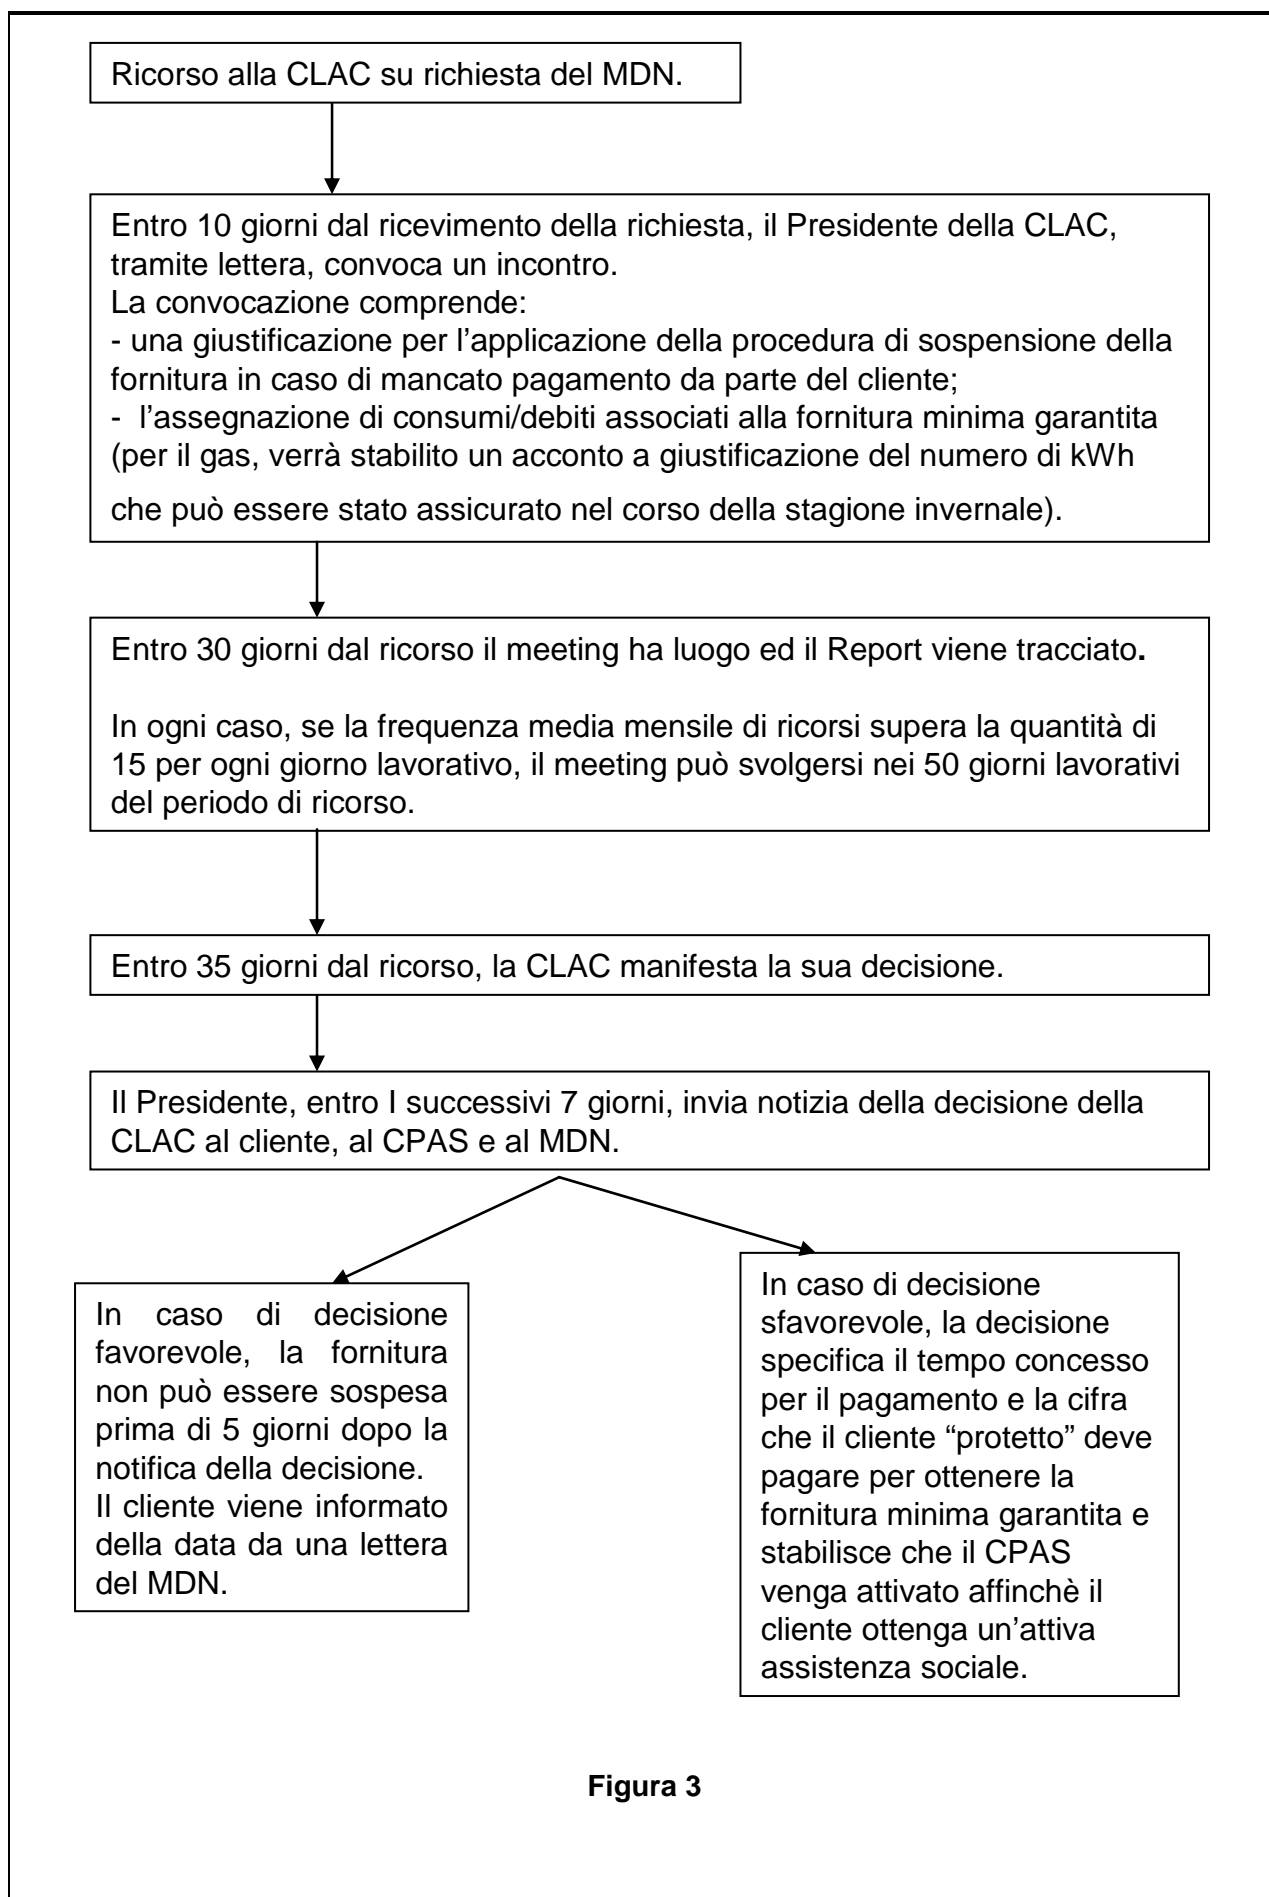 Ricorso alla CLAC su richiesta del MDN.
Entro 10 giorni dal ricevimento della richiesta, il Presidente della CLAC,
tramite lettera, convoca un incontro.
La convocazione comprende:
- una giustificazione per l'applicazione della procedura di sospensione della
fornitura in caso di mancato pagamento da parte del cliente;
- l'assegnazione di consumi/debiti associati alla fornitura minima garantita
(per il gas, verrà stabilito un acconto a giustificazione del numero di kWh
che può essere stato assicurato nel corso della stagione invernale).
Entro 30 giorni dal ricorso il meeting ha luogo ed il Report viene tracciato.
In ogni caso, se la frequenza media mensile di ricorsi supera la quantità di
15 per ogni giorno lavorativo, il meeting può svolgersi nei 50 giorni lavorativi
del periodo di ricorso.
Entro 35 giorni dal ricorso, la CLAC manifesta la sua decisione.
Il Presidente, entro I successivi 7 giorni, invia notizia della decisione della
CLAC al cliente, al CPAS e al MDN.
In caso di decisione
favorevole, la fornitura
non può essere sospesa
prima di 5 giorni dopo la
notifica della decisione.
Il cliente viene informato
della data da una lettera
del MDN.
In caso di decisione
sfavorevole, la decisione
specifica il tempo concesso
per il pagamento e la cifra
che il cliente “protetto” deve
pagare per ottenere la
fornitura minima garantita e
stabilisce che il CPAS
venga attivato affinchè il
cliente ottenga un'attiva
assistenza sociale.
Figura 3